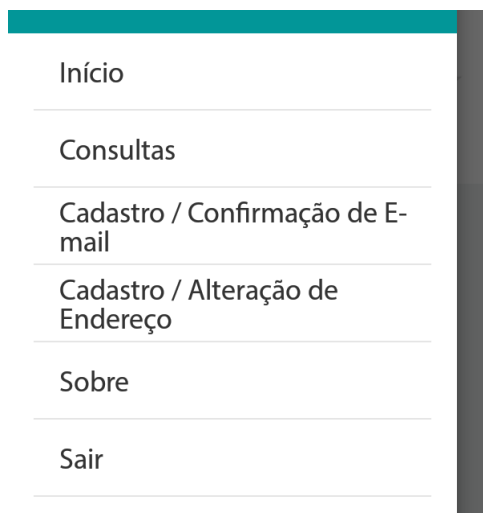 Início
Consultas
Cadastro / Confirmação de E-
mail
Cadastro / Alteração de
Endereço
Sobre
Sair